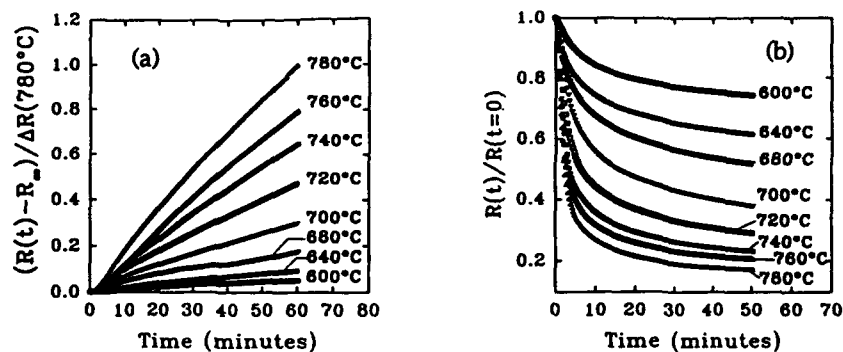 (a)
(R(t)-R∞)/ΔR(780°C)
1.2
1.0
0.8
0.6
0.4
0.2
0.0
780°C
760°C
740°C
720°C
700°C
680°C
640°C
600°C
0 10 20 30 40 50 60 70 80
Time (minutes)
(b)
R(t)/R(t=0)
1.0
0.8
0.6
0.4
0.2
600°C
640°C
680°C
700°C
720°C
740°C
760°C
780°C
0 10 20 30 40 50 60 70
Time (minutes)